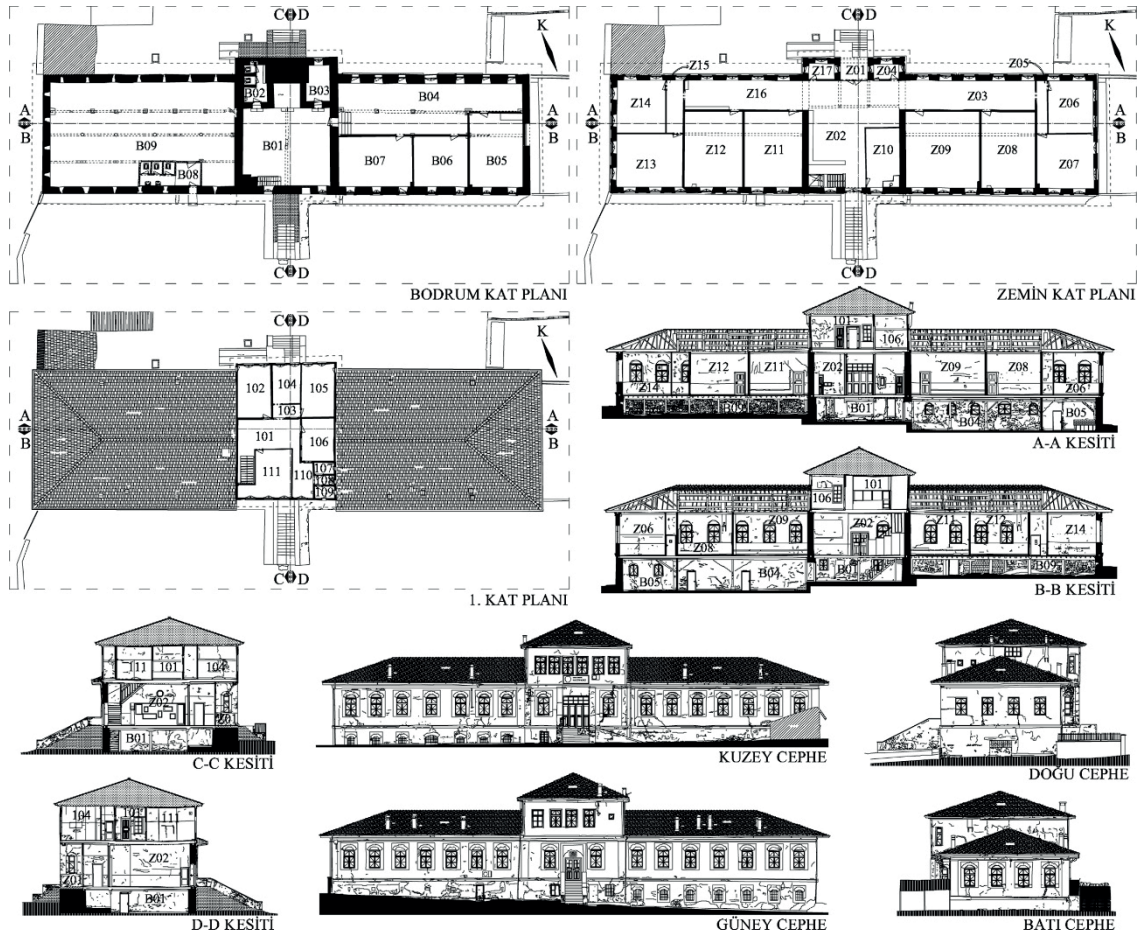 C D
K
B02
B03
B04
A
B
B09
B01
A
B
B07
B06
B05
B08
C D
BODRUM KAT PLANI
C D
K
Z15
Z17
Z01
Z04
Z05
Z14
Z16
Z03
Z06
A
B
Z02
A
B
Z13
Z12
Z11
Z10
Z09
Z08
Z07
C D
ZEMİN KAT PLANI
C D
K
102
104
105
103
A
B
101
106
A
B
111
110
107
108
109
C D
1. KAT PLANI
101
106
Z14
Z12
Z11
Z02
Z09
Z08
Z06
B09
B01
B04
B05
A-A KESİTİ
106
101
Z06
Z08
Z09
Z02
Z11
Z12
Z14
B05
B04
B01
B09
B-B KESİTİ
111
101
104
Z02
B01
C-C KESİTİ
KUZEY CEPHE
DOĞU CEPHE
104
101
111
Z02
B01
D-D KESİTİ
GÜNEY CEPHE
BATI CEPHE